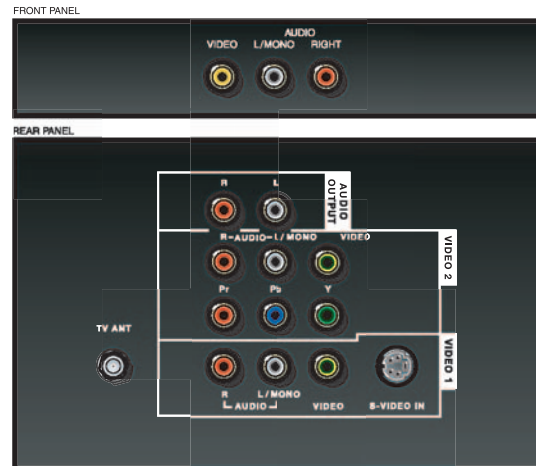 FRONT PANEL
AUDIO
VIDEO L/MONO RIGHT
REAR PANEL
R L
AUDIO OUTPUT
R-AUDIO-L/MONO VIDEO
VIDEO 2
Pr Pb Y
TV ANT
VIDEO 1
R L/MONO
AUDIO VIDEO S-VIDEO IN